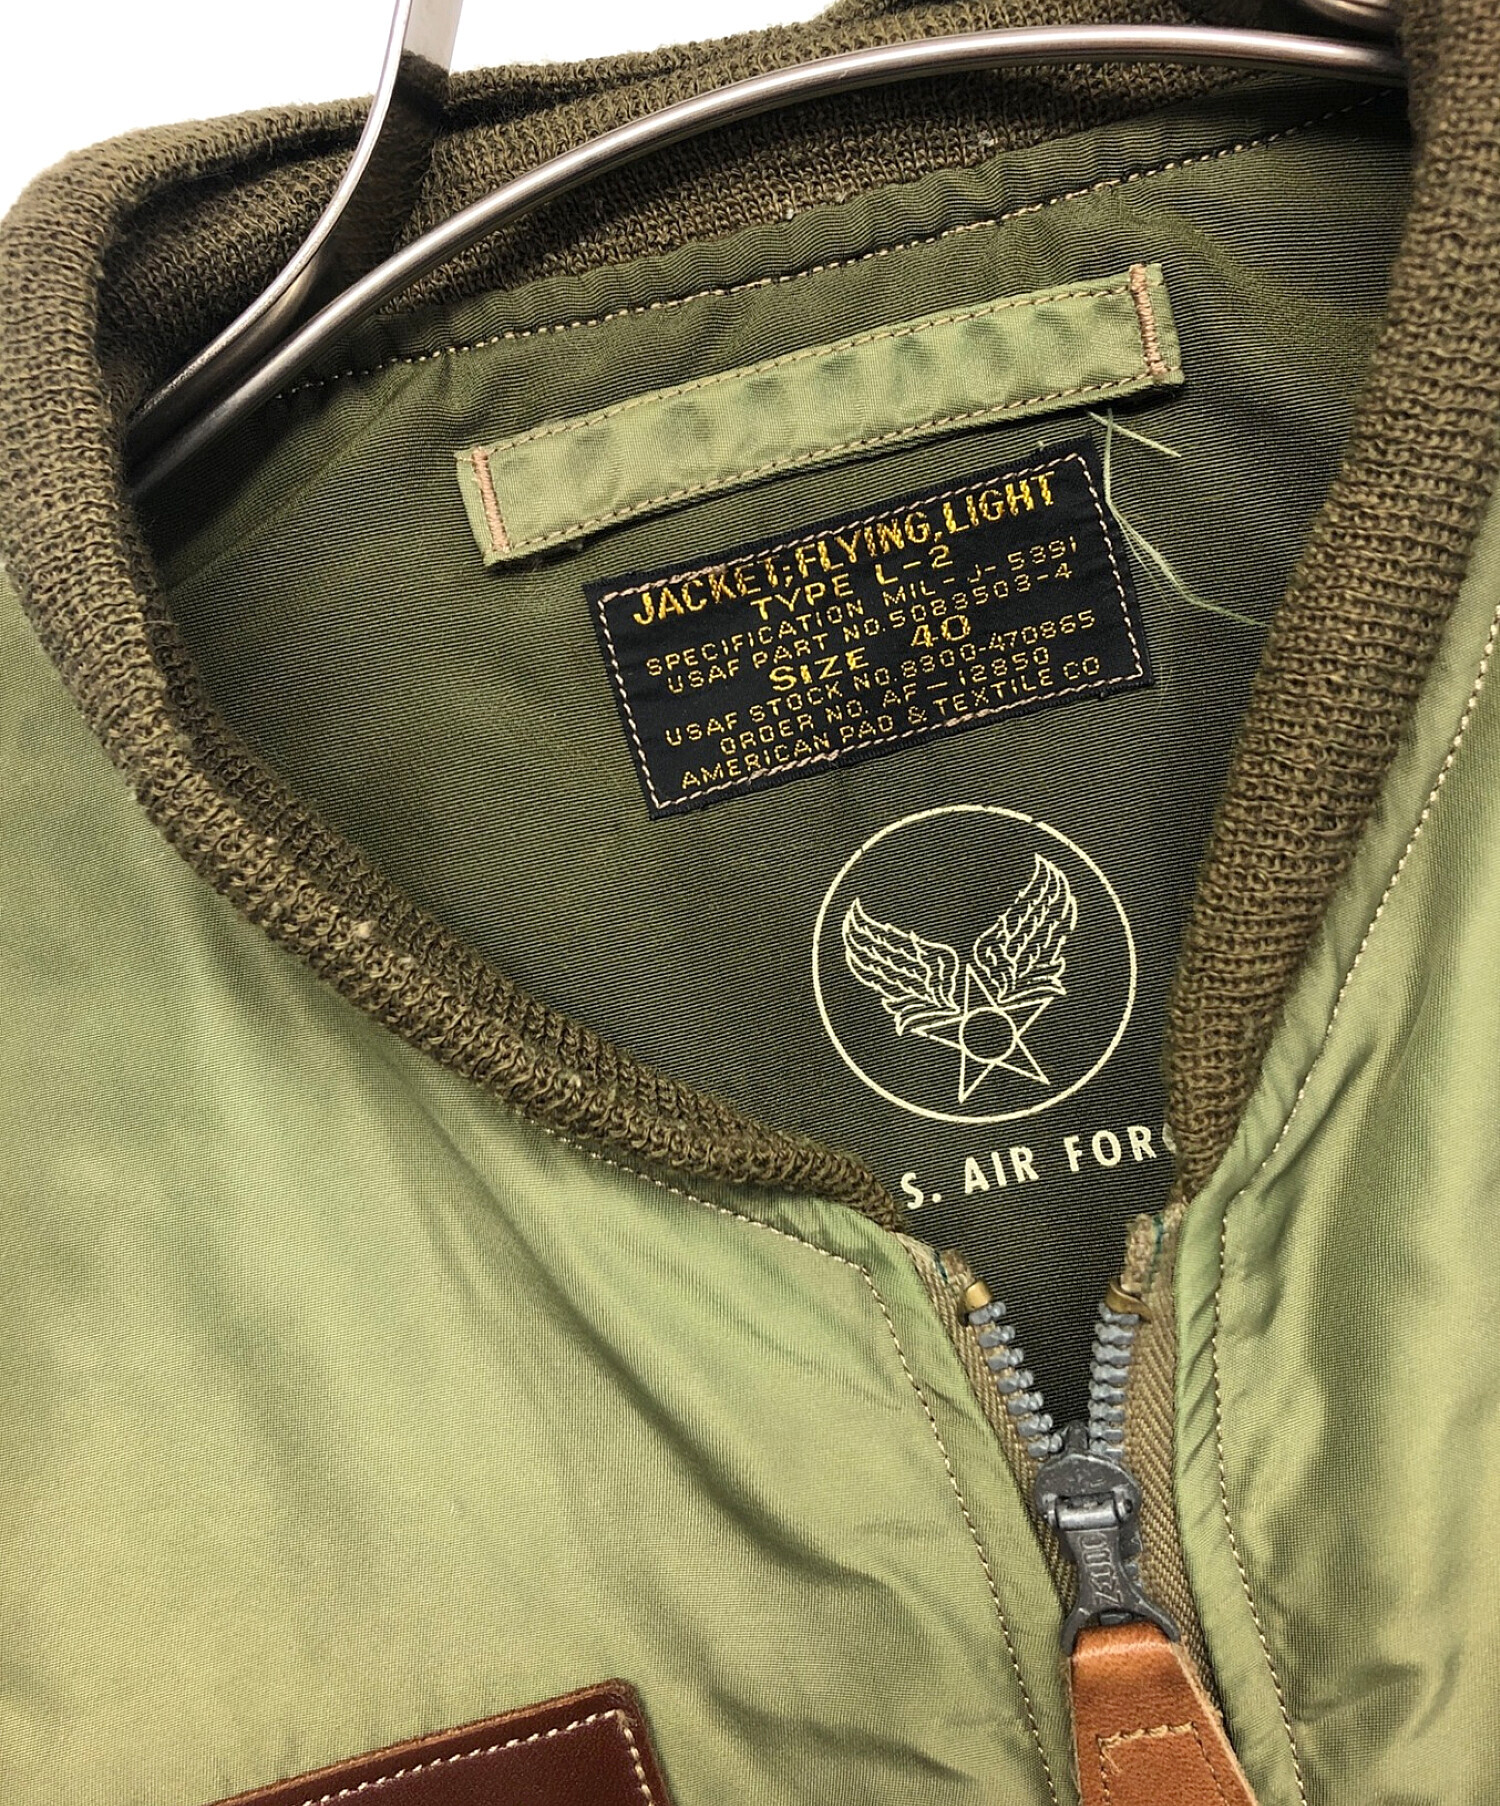 JACKET, FLYING, LIGHT
TYPE L-2
SPECIFICATION MIL-J-5391
USAF PART NO. 5083503-4
SIZE 40
USAF STOCK NO. 8300-470865
ORDER NO. AF-12850
AMERICAN PAD & TEXTILE CO
S. AIR FORC